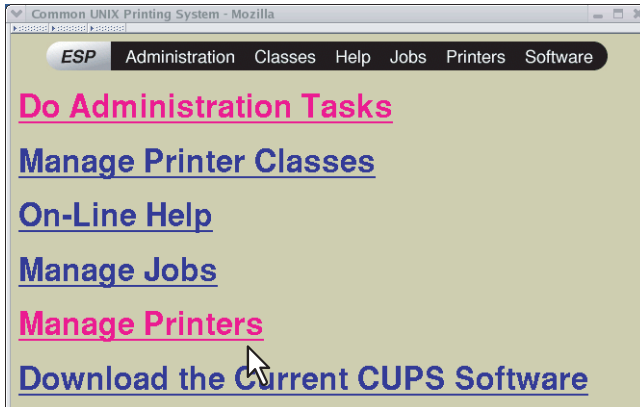 Common UNIX Printing System - Mozilla
ESP Administration Classes Help Jobs Printers Software
Do Administration Tasks
Manage Printer Classes
On-Line Help
Manage Jobs
Manage Printers
Download the Current CUPS Software